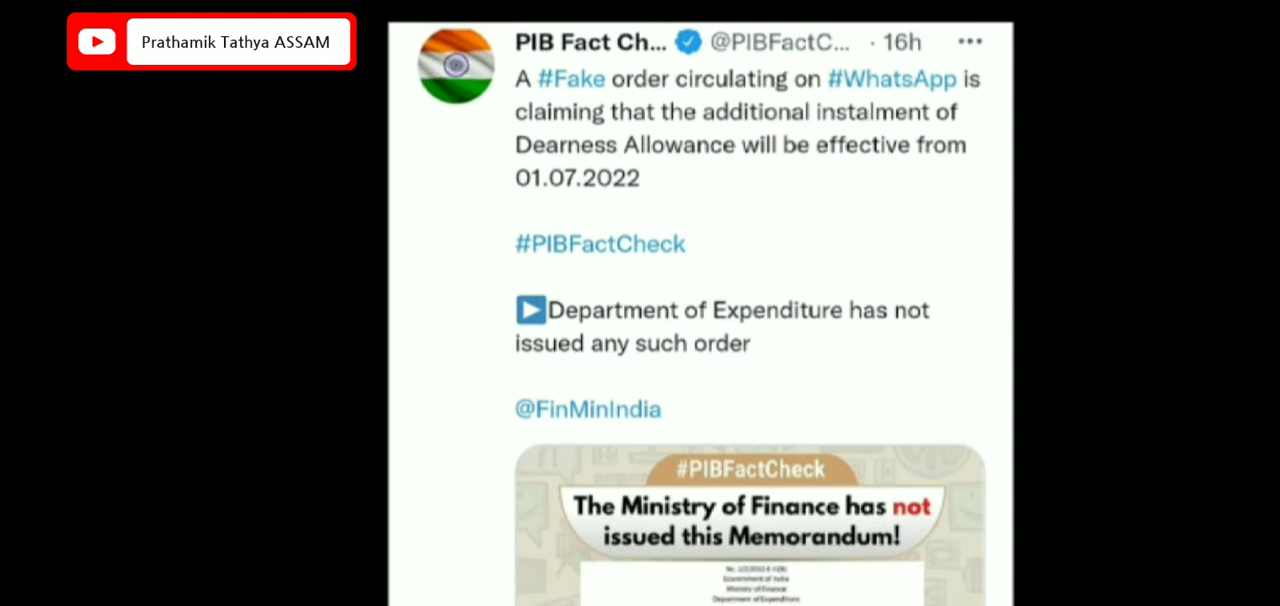 Prathamik Tathya ASSAM
PIB Fact Ch... @PIBFactC... · 16h
A #Fake order circulating on #WhatsApp is
claiming that the additional instalment of
Dearness Allowance will be effective from
01.07.2022
#PIBFactCheck
Department of Expenditure has not
issued any such order
@FinMinIndia
#PIBFactCheck
The Ministry of Finance has not
issued this Memorandum!
Government of India
Ministry of Finance
Department of Expenditure